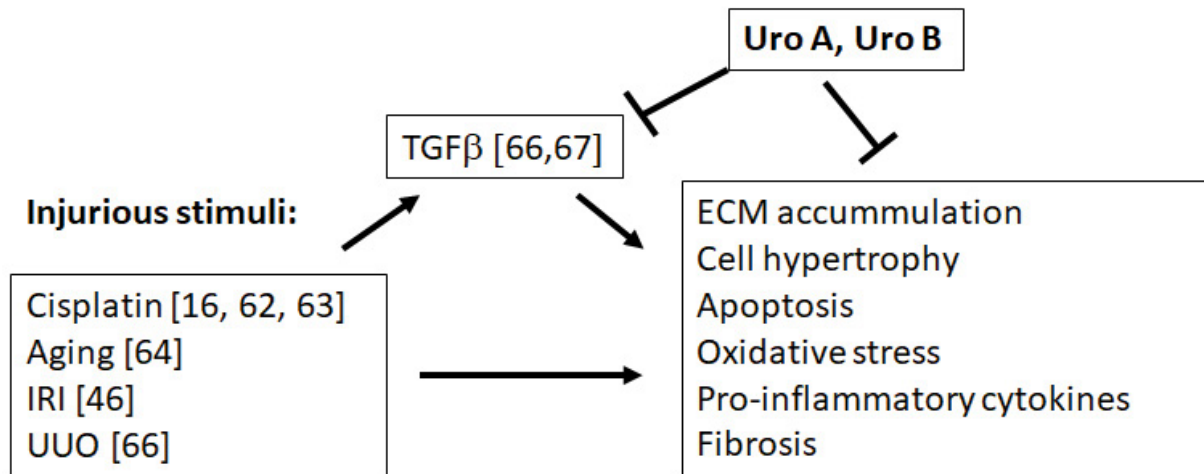 Uro A, Uro B
TGFβ [66,67]
Injurious stimuli:
Cisplatin [16, 62, 63]
Aging [64]
IRI [46]
UUO [66]
ECM accummulation
Cell hypertrophy
Apoptosis
Oxidative stress
Pro-inflammatory cytokines
Fibrosis